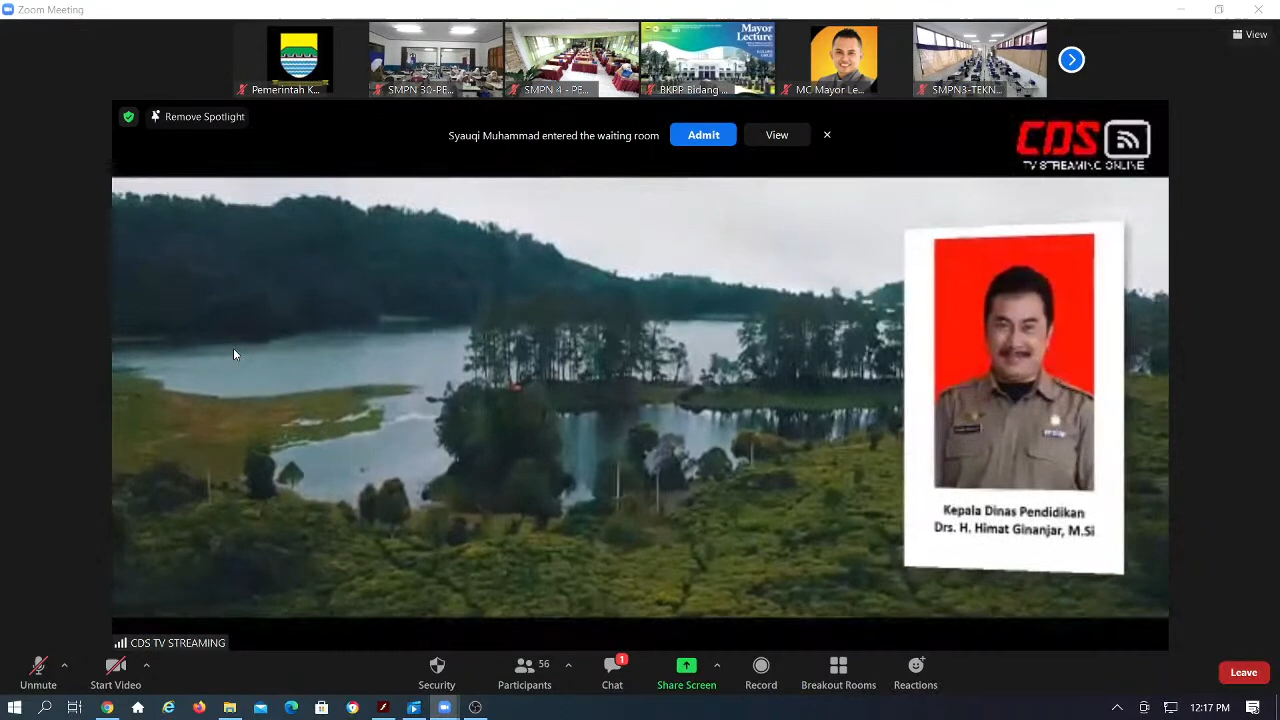 Zoom Meeting
View
Mayor
Lecture
Pemerintah K...
SMPN 30-PE...
SMPN 4 - PE...
BKPP Bidang ...
MC Mayor Le...
SMPN8-TEKN...
Remove Spotlight
Syauqi Muhammad entered the waiting room
Admit
View
CDS
TV STREAMING ONLINE
Kepala Dinas Pendidikan
Drs. H. Himat Ginanjar, M.Si
CDS TV STREAMING
Unmute
Start Video
Security
56
Participants
1
Chat
Share Screen
Record
Breakout Rooms
Reactions
Leave
12:17 PM